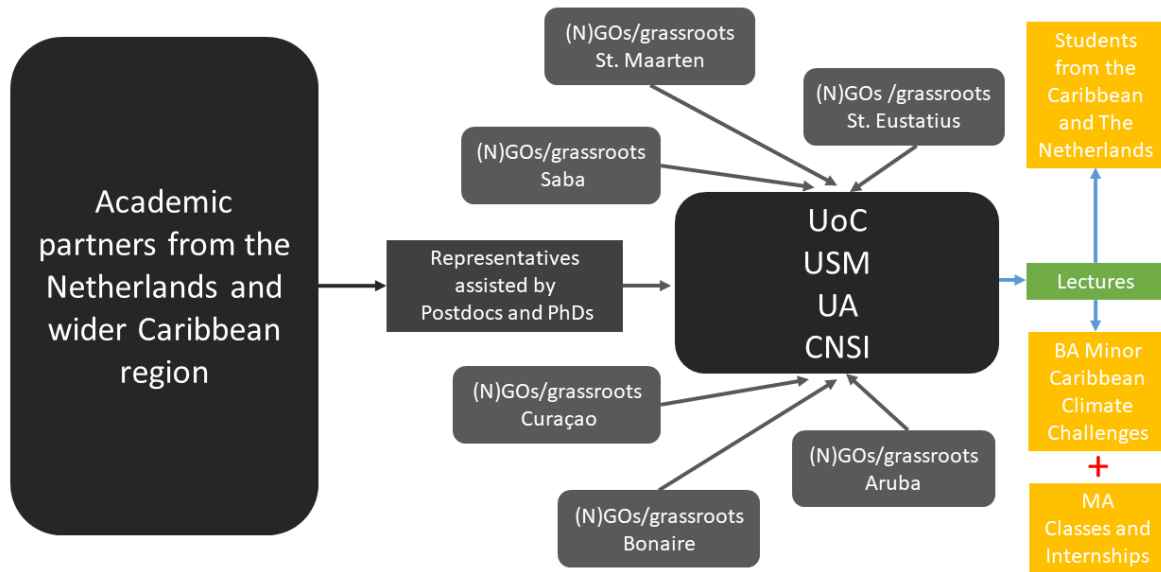 Academic
partners from the
Netherlands and
wider Caribbean
region
Representatives
assisted by
Postdocs and PhDs
(N)GOs/grassroots
St. Maarten
(N)GOs /grassroots
St. Eustatius
(N)GOs/grassroots
Saba
UoC
USM
UA
CNSI
(N)GOs/grassroots
Curaçao
(N)GOs/grassroots
Aruba
(N)GOs/grassroots
Bonaire
Students
from the
Caribbean
and The
Netherlands
Lectures
BA Minor
Caribbean
Climate
Challenges
+
MA
Classes and
Internships